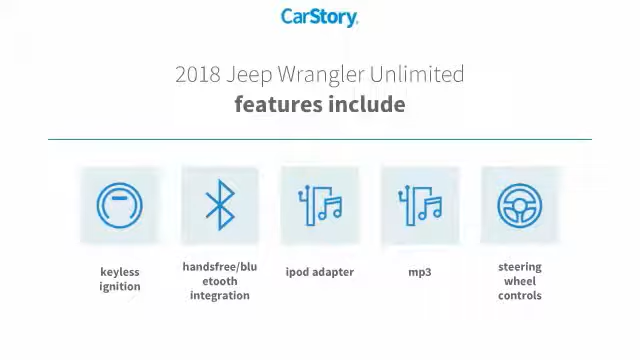 CarStory
2018 Jeep Wrangler Unlimited
features include
keyless
ignition
handsfree/blu
etooth
integration
ipod adapter
mp3
steering
wheel
controls